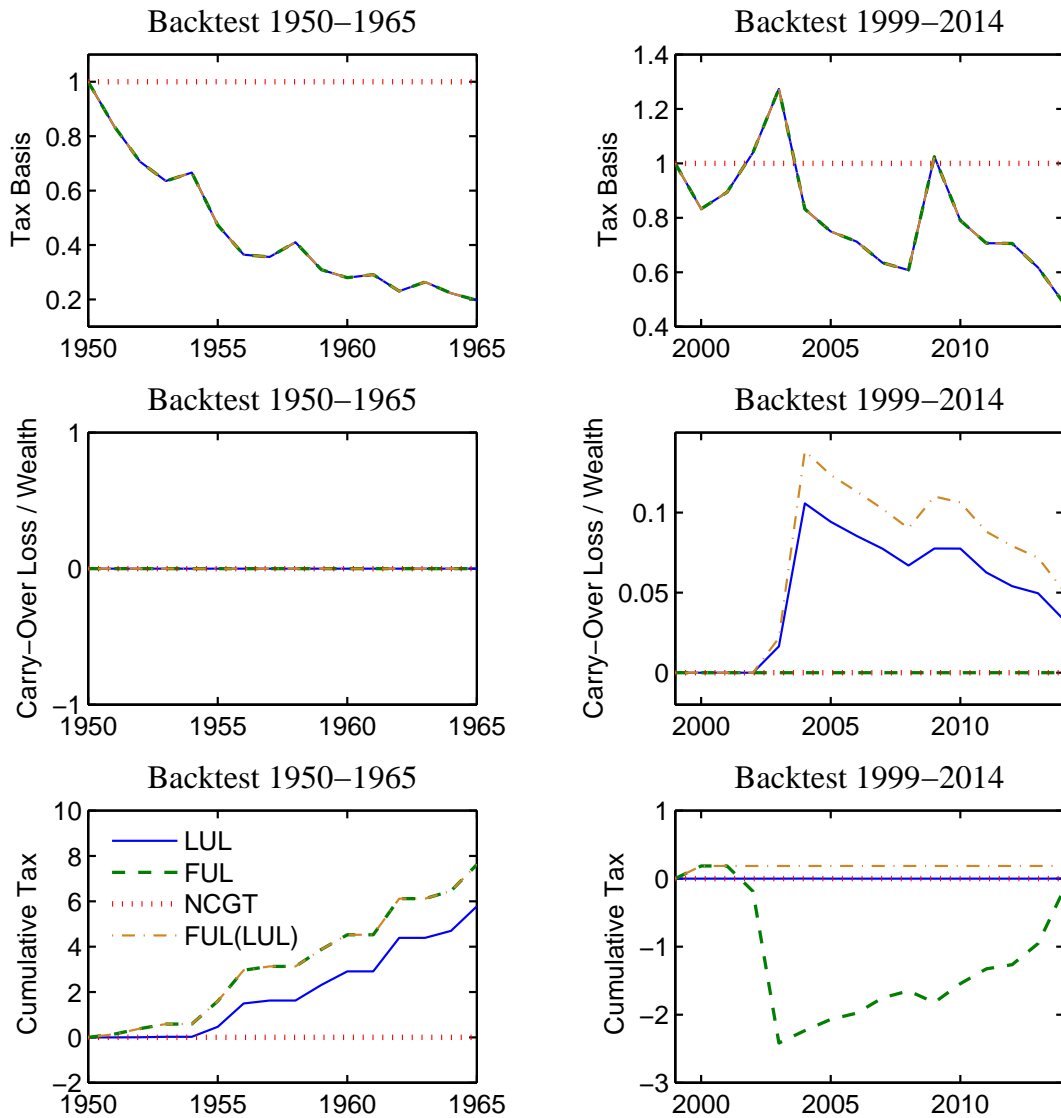 Backtest 1950–1965
Tax Basis
1
0.8
0.6
0.4
0.2
1950 1955 1960 1965
Backtest 1999–2014
Tax Basis
1.4
1.2
1
0.8
0.6
0.4
2000 2005 2010
Backtest 1950–1965
Carry–Over Loss / Wealth
1
0
−1
1950 1955 1960 1965
Backtest 1999–2014
Carry–Over Loss / Wealth
0.1
0.05
0
2000 2005 2010
Backtest 1950–1965
Cumulative Tax
10
8
6
4
2
0
−2
LUL
FUL
NCGT
FUL(LUL)
1950 1955 1960 1965
Backtest 1999–2014
Cumulative Tax
1
0
−1
−2
−3
2000 2005 2010